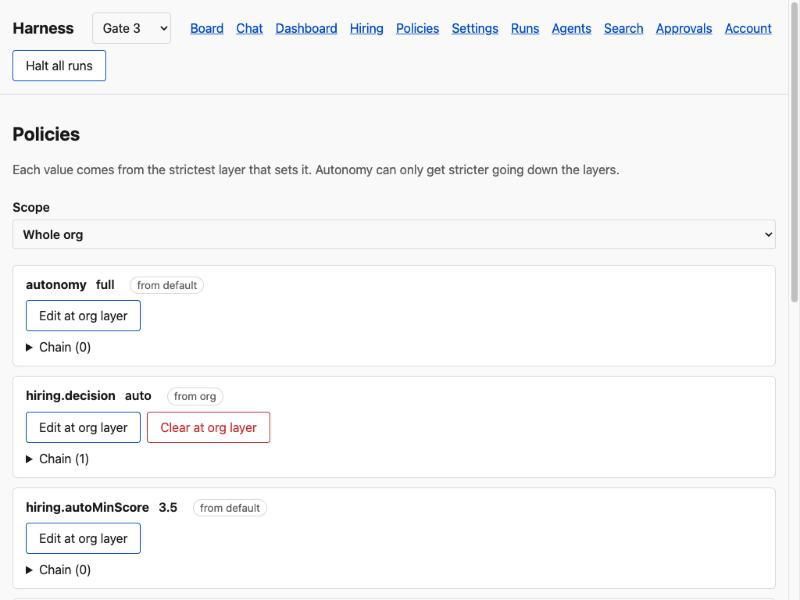 Harness Gate 3 Board Chat Dashboard Hiring Policies Settings Runs Agents Search Approvals Account
Halt all runs
Policies
Each value comes from the strictest layer that sets it. Autonomy can only get stricter going down the layers.
Scope
Whole org
autonomy full from default
Edit at org layer
Chain (0)
hiring.decision auto from org
Edit at org layer Clear at org layer
Chain (1)
hiring.autoMinScore 3.5 from default
Edit at org layer
Chain (0)